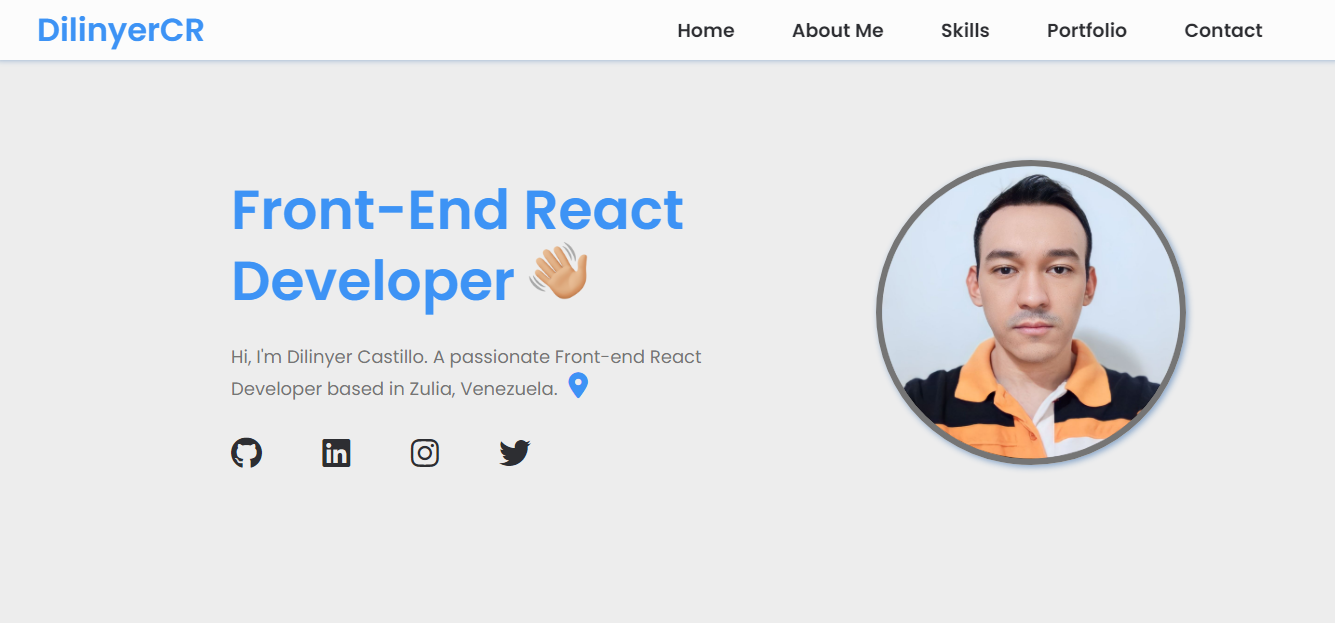 DilinyerCR
Home
About Me
Skills
Portfolio
Contact
Front-End React
Developer 👋🏼
Hi, I'm Dilinyer Castillo. A passionate Front-end React
Developer based in Zulia, Venezuela.
in